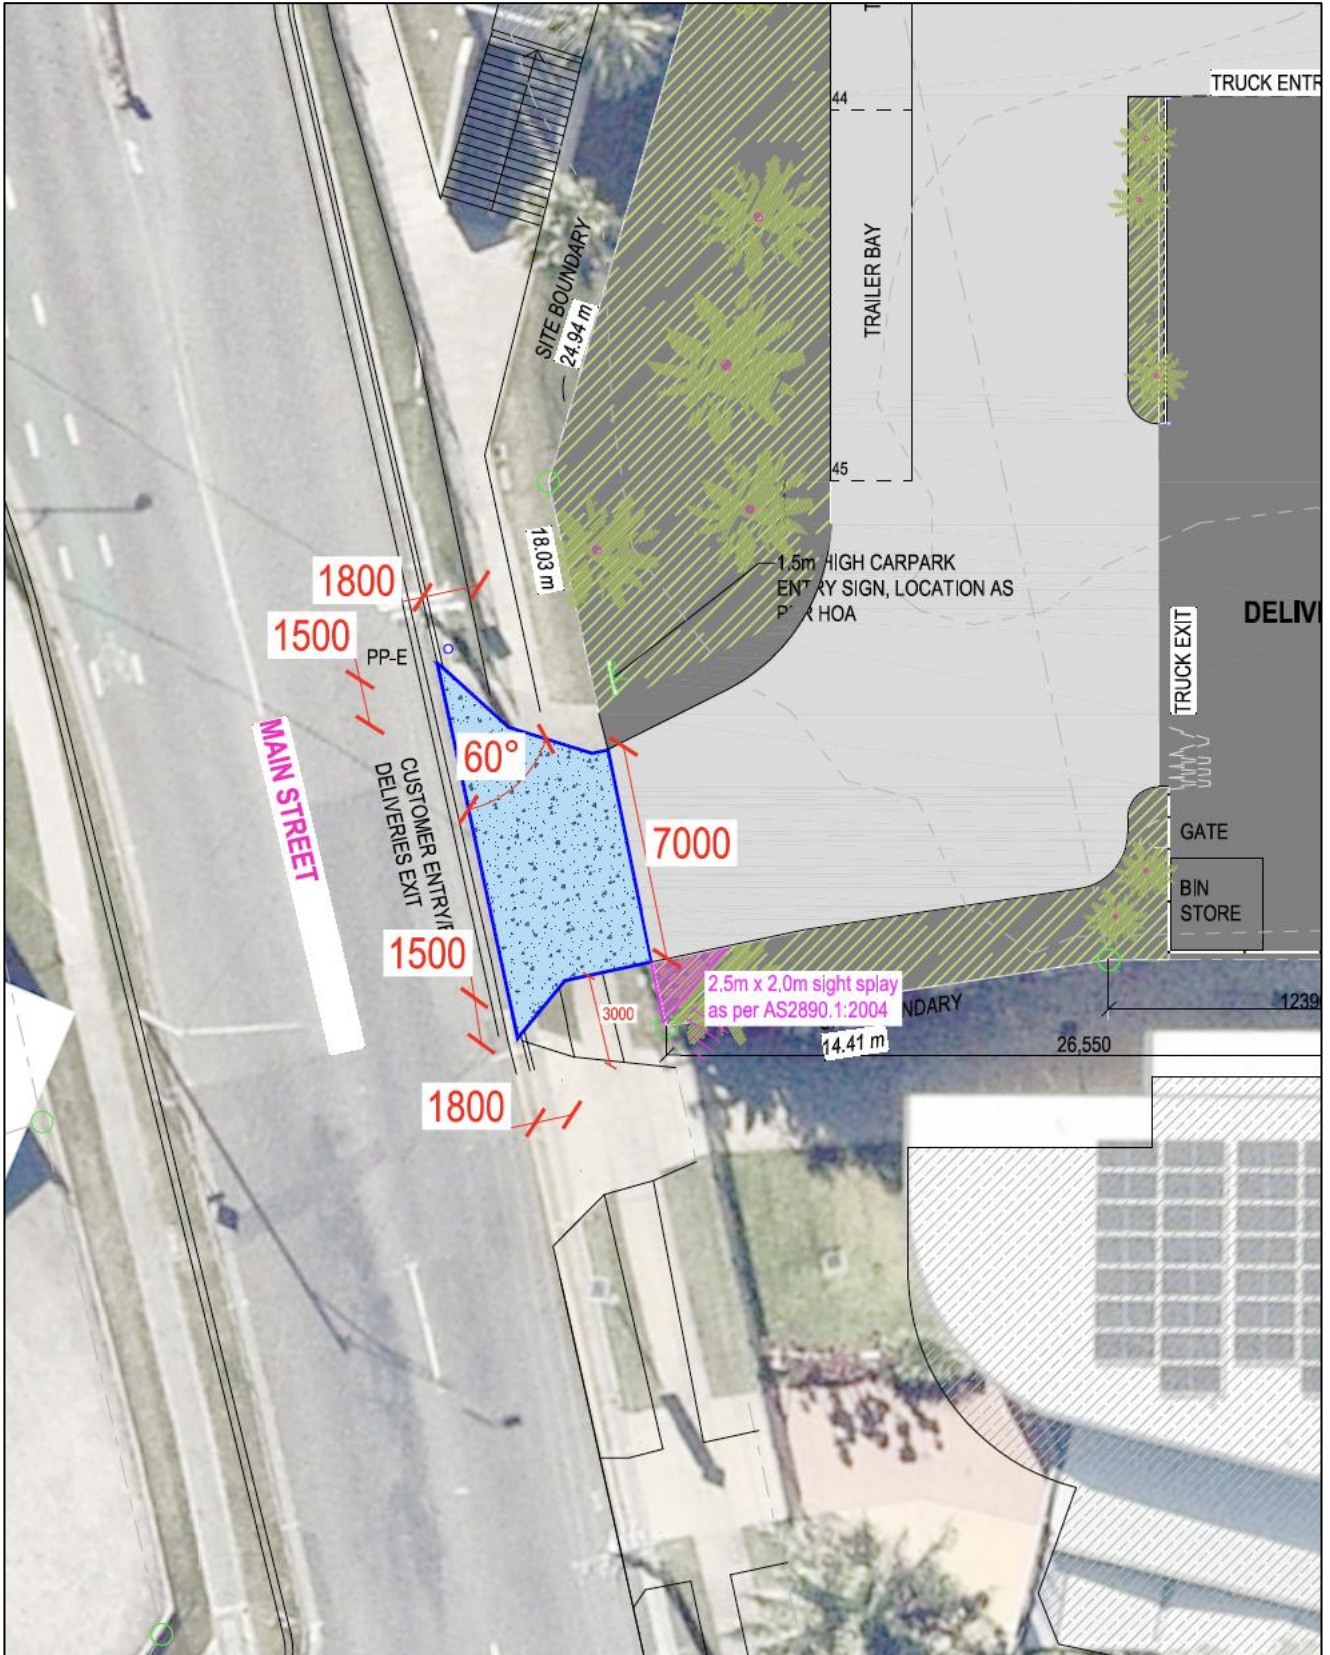 44
TRUCK ENTR
SITE BOUNDARY
24.94 m
TRAILER BAY
45
18.03 m
1.5m HIGH CARPARK
ENTRY SIGN, LOCATION AS
HOA
1800
1500
PP-E
TRUCK EXIT
DELIV
MAIN STREET
60°
CUSTOMER ENTRY/E
DELIVERIES EXIT
7000
GATE
BIN
STORE
1500
3000
2,5m x 2,0m sight splay
as per AS2890.1:2004
NDARY
14.41 m
1239
26,550
1800